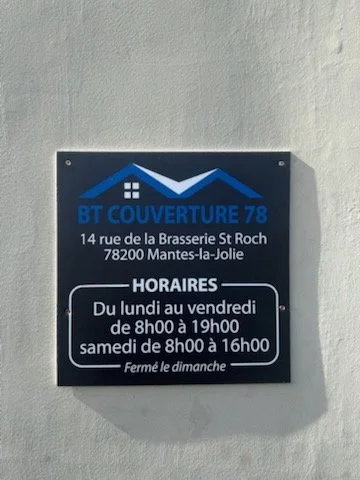 BT COUVERTURE 78
14 rue de la Brasserie St Roch
78200 Mantes-la-Jolie
HORAIRES
Du lundi au vendredi
de 8h00 à 19h00
samedi de 8h00 à 16h00
Fermé le dimanche